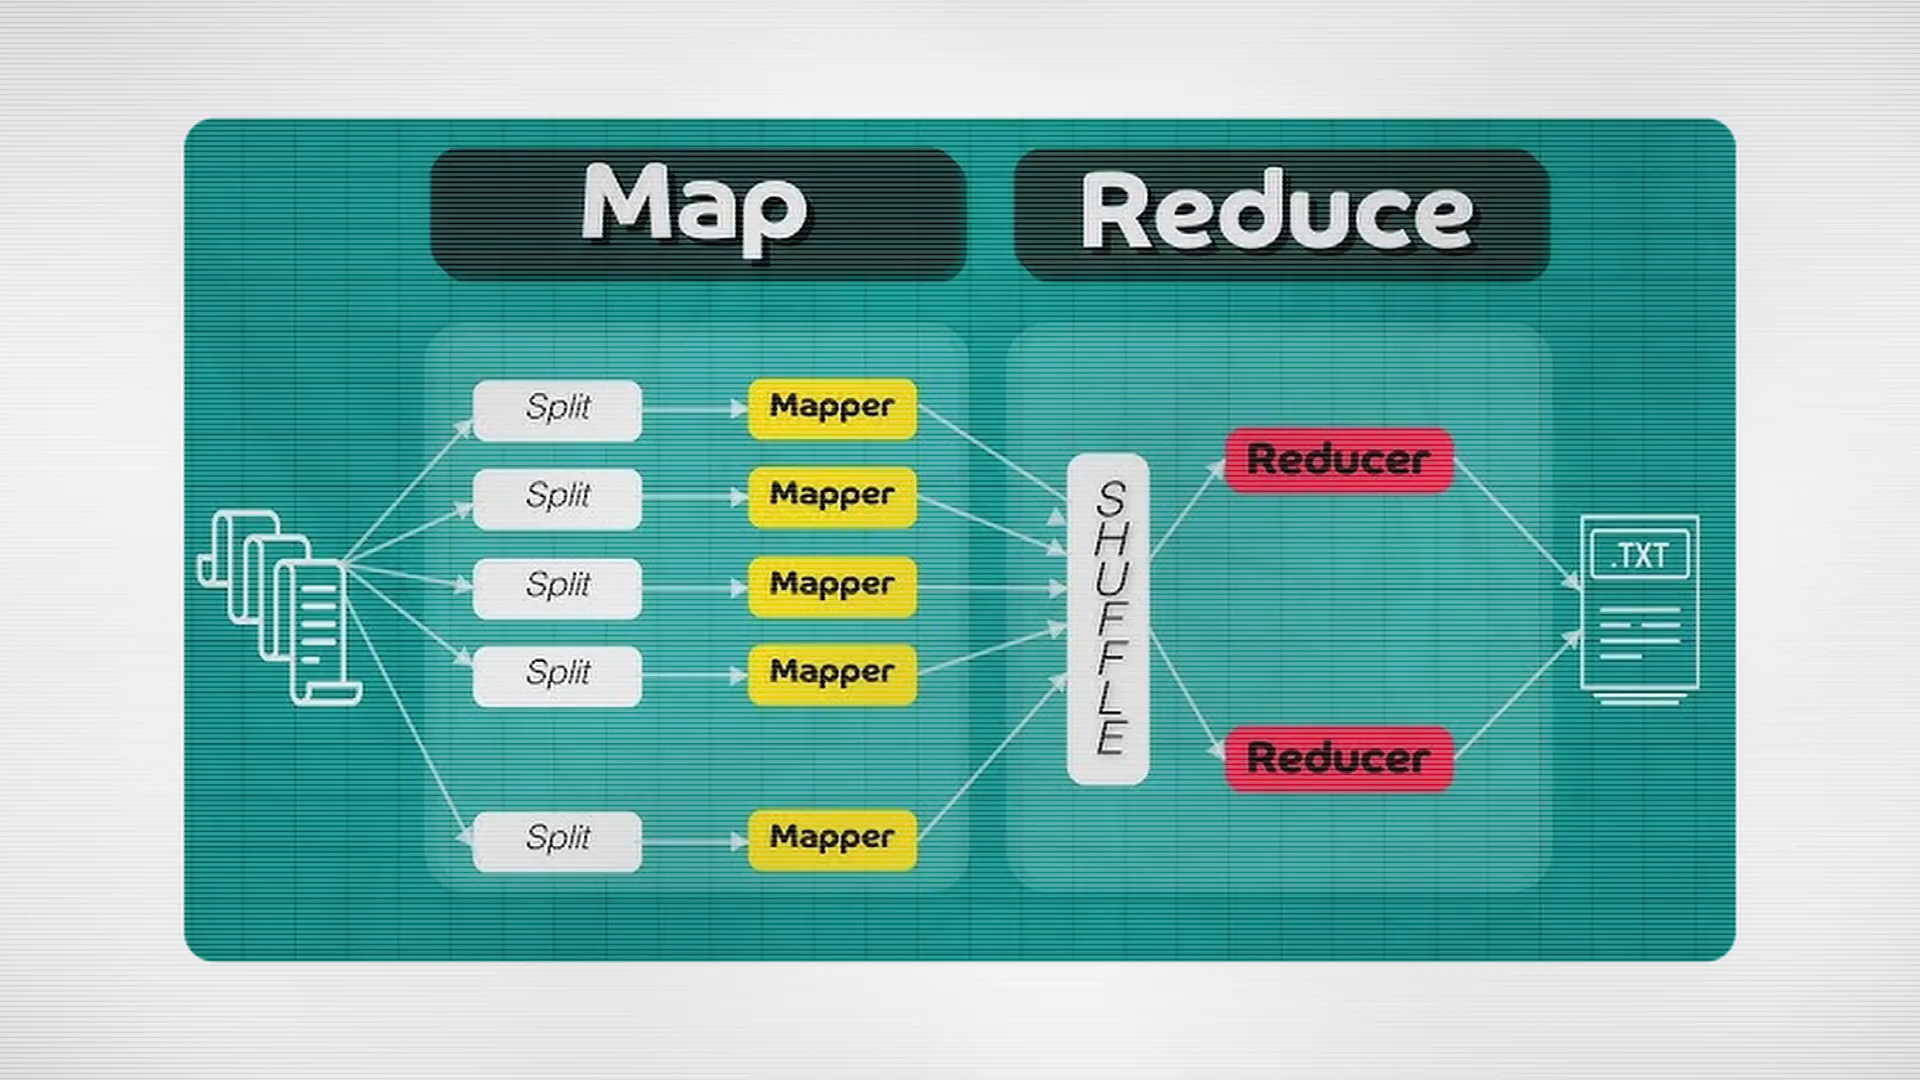 Map
Reduce
Split
Mapper
Split
Mapper
Split
Mapper
Split
Mapper
Split
Mapper
SHUFFLE
Reducer
Reducer
.TXT